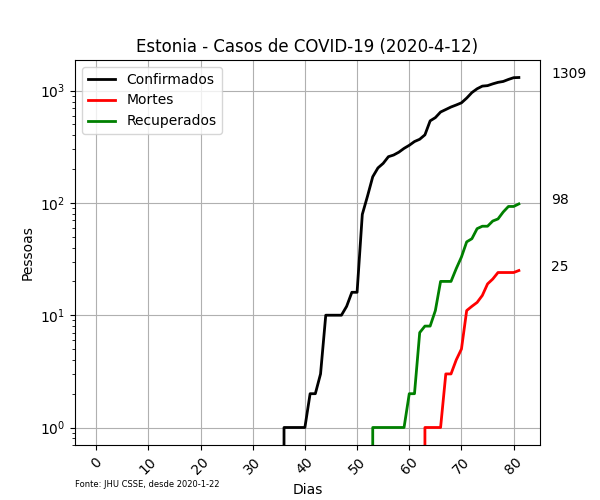 Estonia - Casos de COVID-19 (2020-4-12)
Confirmados
Mortes
Recuperados
1309
98
25
10³
10²
10¹
10⁰
Pessoas
0 10 20 30 40 50 60 70 80
Dias
Fonte: JHU CSSE, desde 2020-1-22